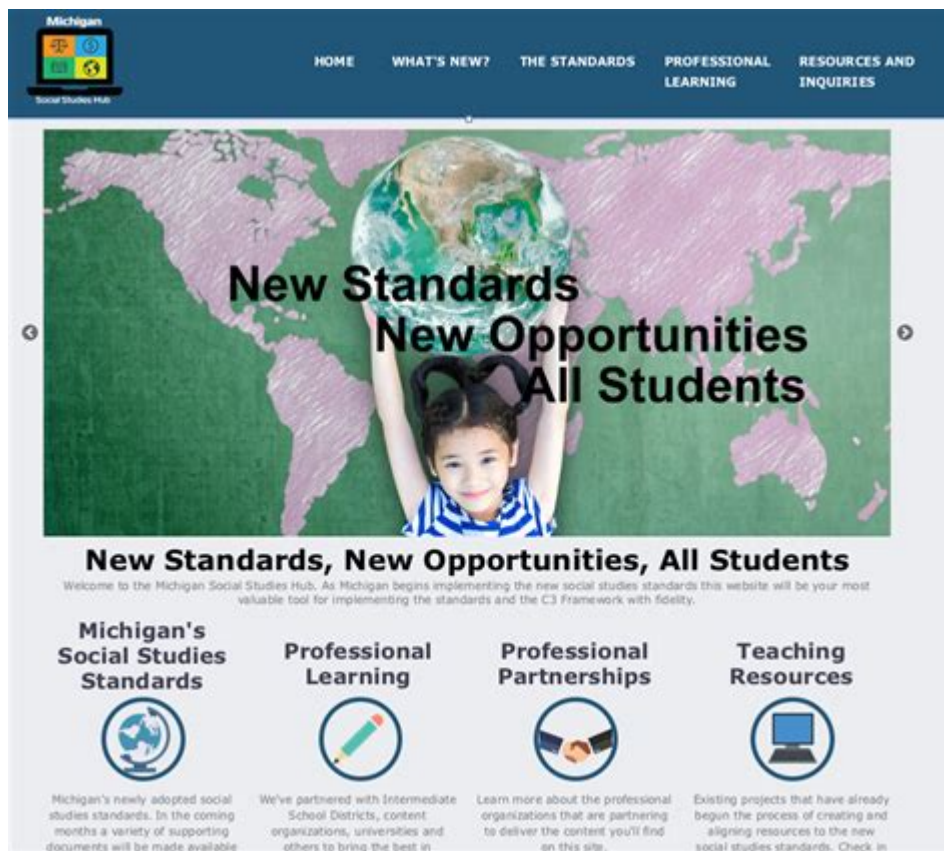 Michigan
Social Studies Hub
HOME
WHAT'S NEW?
THE STANDARDS
PROFESSIONAL
LEARNING
RESOURCES AND
INQUIRIES
New Standards
New Opportunities
All Students
New Standards, New Opportunities, All Students
Welcome to the Michigan Social Studies Hub. As Michigan begins implementing the new social studies standards this website will be your most
valuable tool for implementing the standards and the C3 Framework with fidelity.
Michigan's
Social Studies
Standards
Michigan's newly adopted social
studies standards. In the coming
months a variety of supporting
documents will be made available
Professional
Learning
We've partnered with Intermediate
School Districts, content
organizations, universities and
others to bring the best in
Professional
Partnerships
Learn more about the professional
organizations that are partnering
to deliver the content you'll find
on this site.
Teaching
Resources
Existing projects that have already
begun the process of creating and
aligning resources to the new
social studies standards. Check in